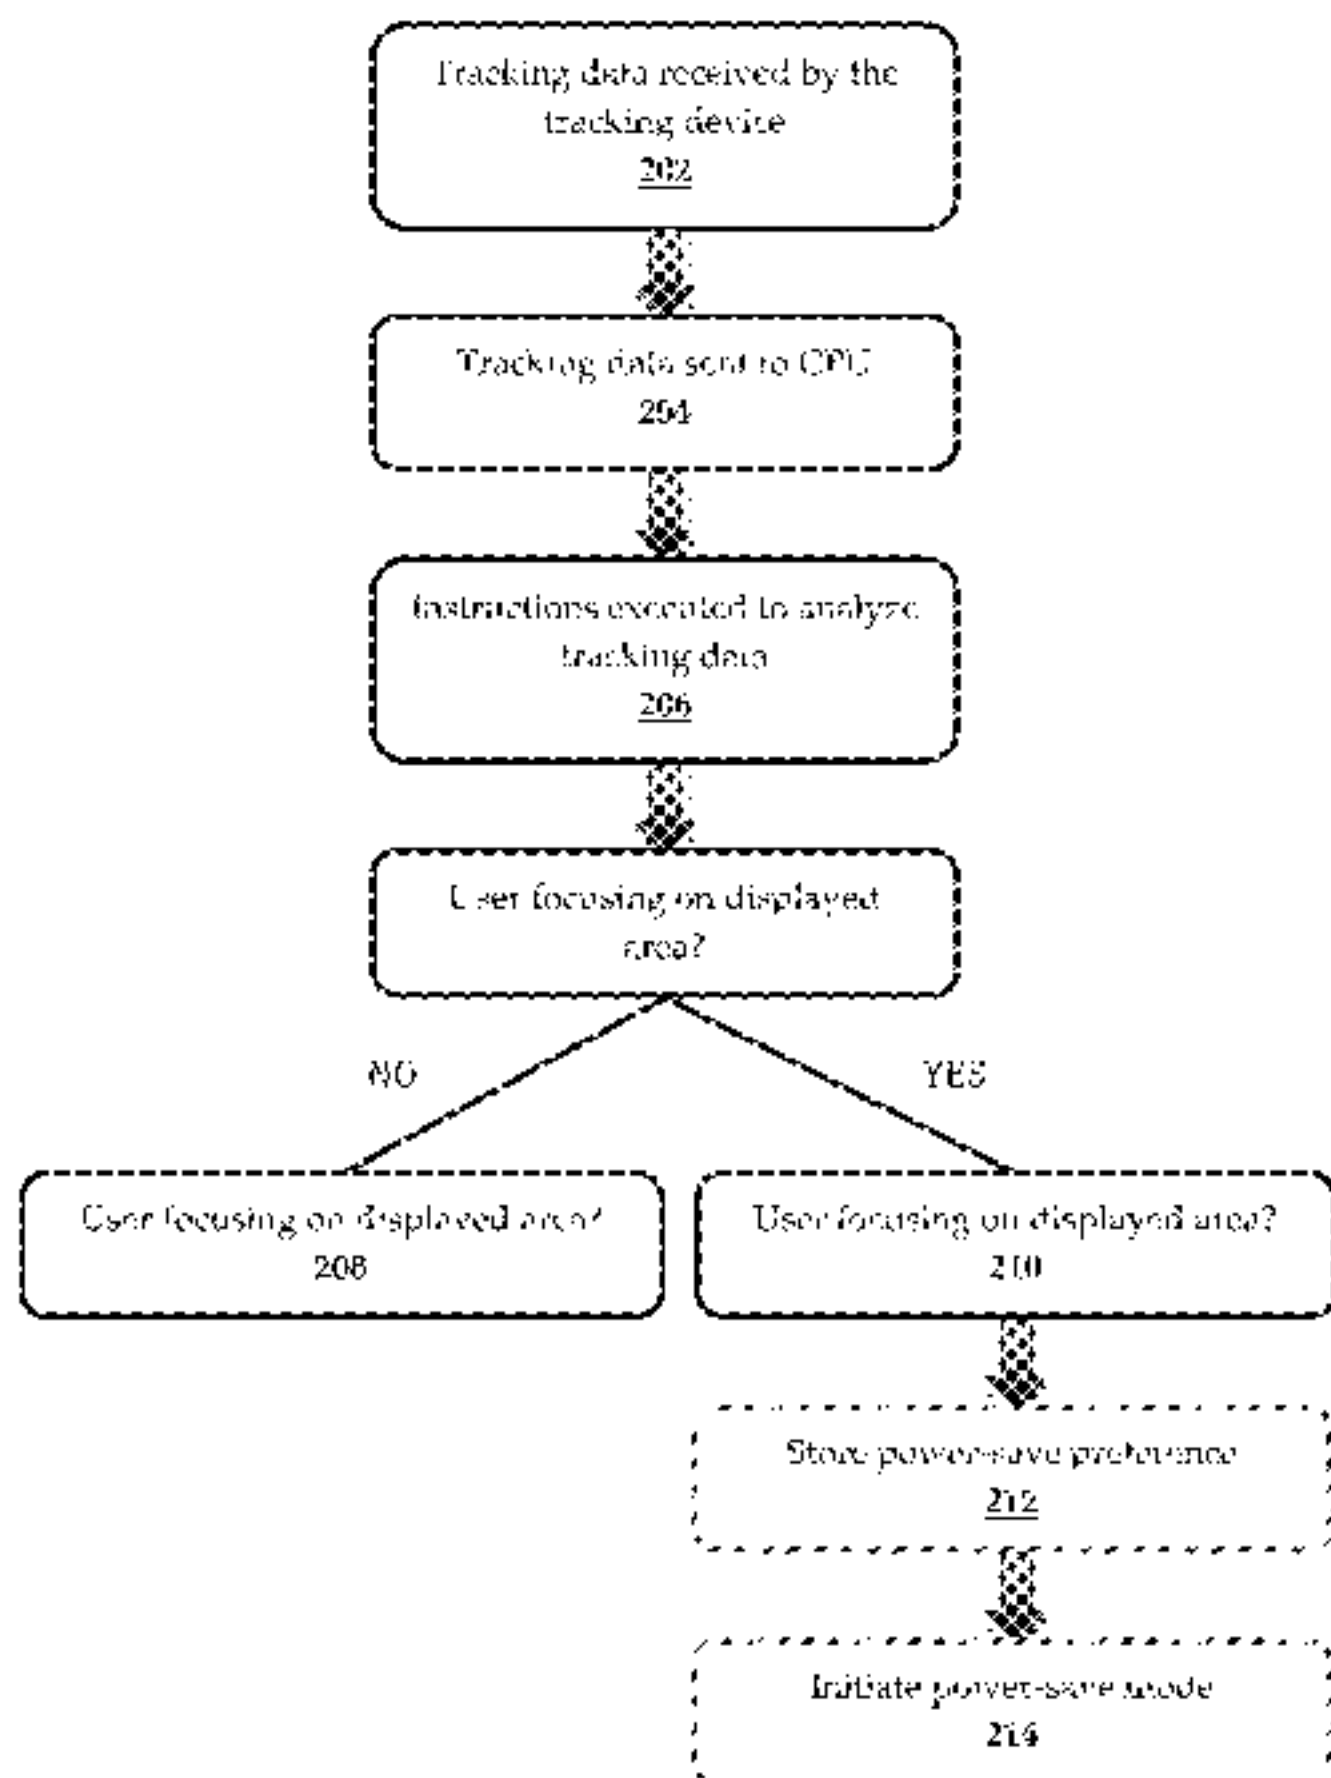 Tracking data received by the
tracking device
202
Tracking data sent to CPU
204
Instructions executed to analyze
tracking data
206
User focusing on displayed
area?
NO
YES
User focusing on displayed area?
208
User focusing on displayed area?
210
Store power-save preference
212
Initiate power-save mode
214